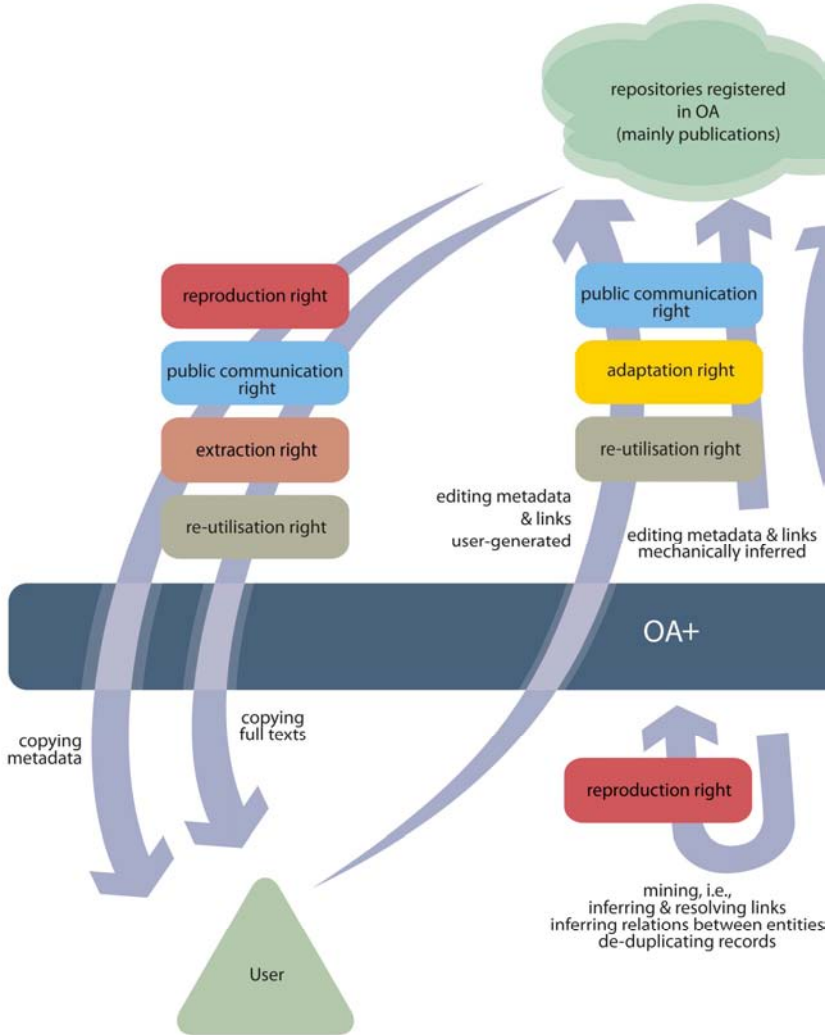 repositories registered
in OA
(mainly publications)
reproduction right
public communication
right
extraction right
re-utilisation right
public communication
right
adaptation right
re-utilisation right
editing metadata
& links
user-generated
editing metadata & links
mechanically inferred
OA+
copying
metadata
copying
full texts
reproduction right
mining, i.e.,
inferring & resolving links
inferring relations between entities
de-duplicating records
User